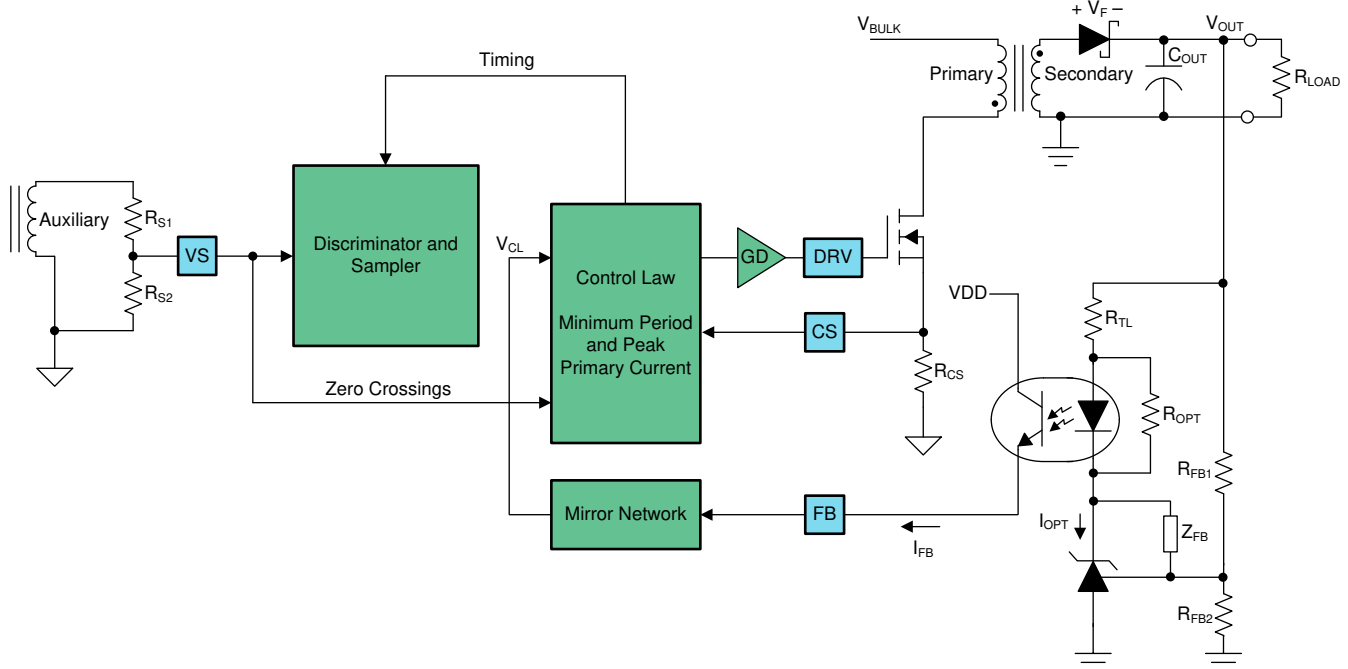 + V_F –
V_BULK
V_OUT
Timing
C_OUT
Primary
Secondary
R_LOAD
Auxiliary
R_S1
Discriminator and
Sampler
V_CL
GD
DRV
VS
Control Law
R_S2
VDD
R_TL
Minimum Period
and Peak
Primary Current
CS
R_CS
Zero Crossings
R_OPT
R_FB1
Mirror Network
FB
I_OPT
Z_FB
I_FB
R_FB2